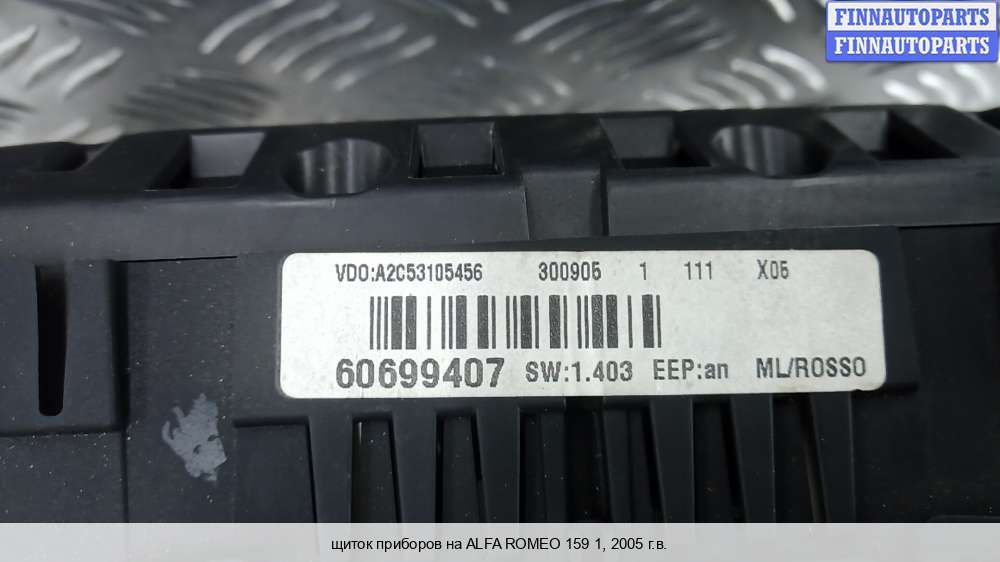 FINNAUTOPARTS
FINNAUTOPARTS
VDO:A2C53105456 300905 1 111 X05
60699407 SW:1.403 EEP:an ML/ROSSO
щиток приборов на ALFA ROMEO 159 1, 2005 г.в.